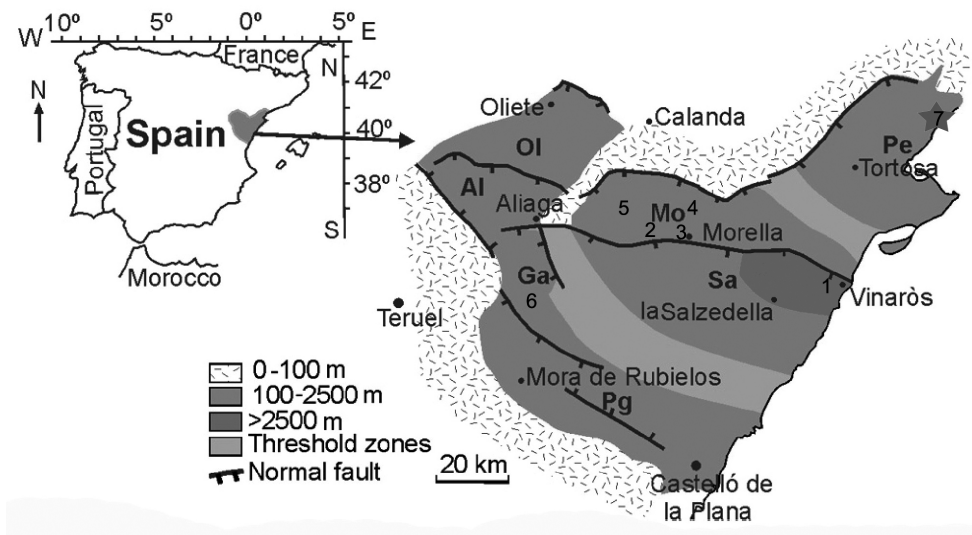 W 10º 5º 0º 5º E
France
N
N
42º
Portugal
Spain
40º
38º
S
Morocco
Oliete
Calanda
Ol
Pe
7
Tortosa
Al
Aliaga
5
Mo
4
2
3
Morella
Ga
Sa
1
Vinaròs
6
laSalzedella
Teruel
Mora de Rubielos
Pg
0-100 m
100-2500 m
>2500 m
Threshold zones
Normal fault
20 km
Castelló de
la Plana